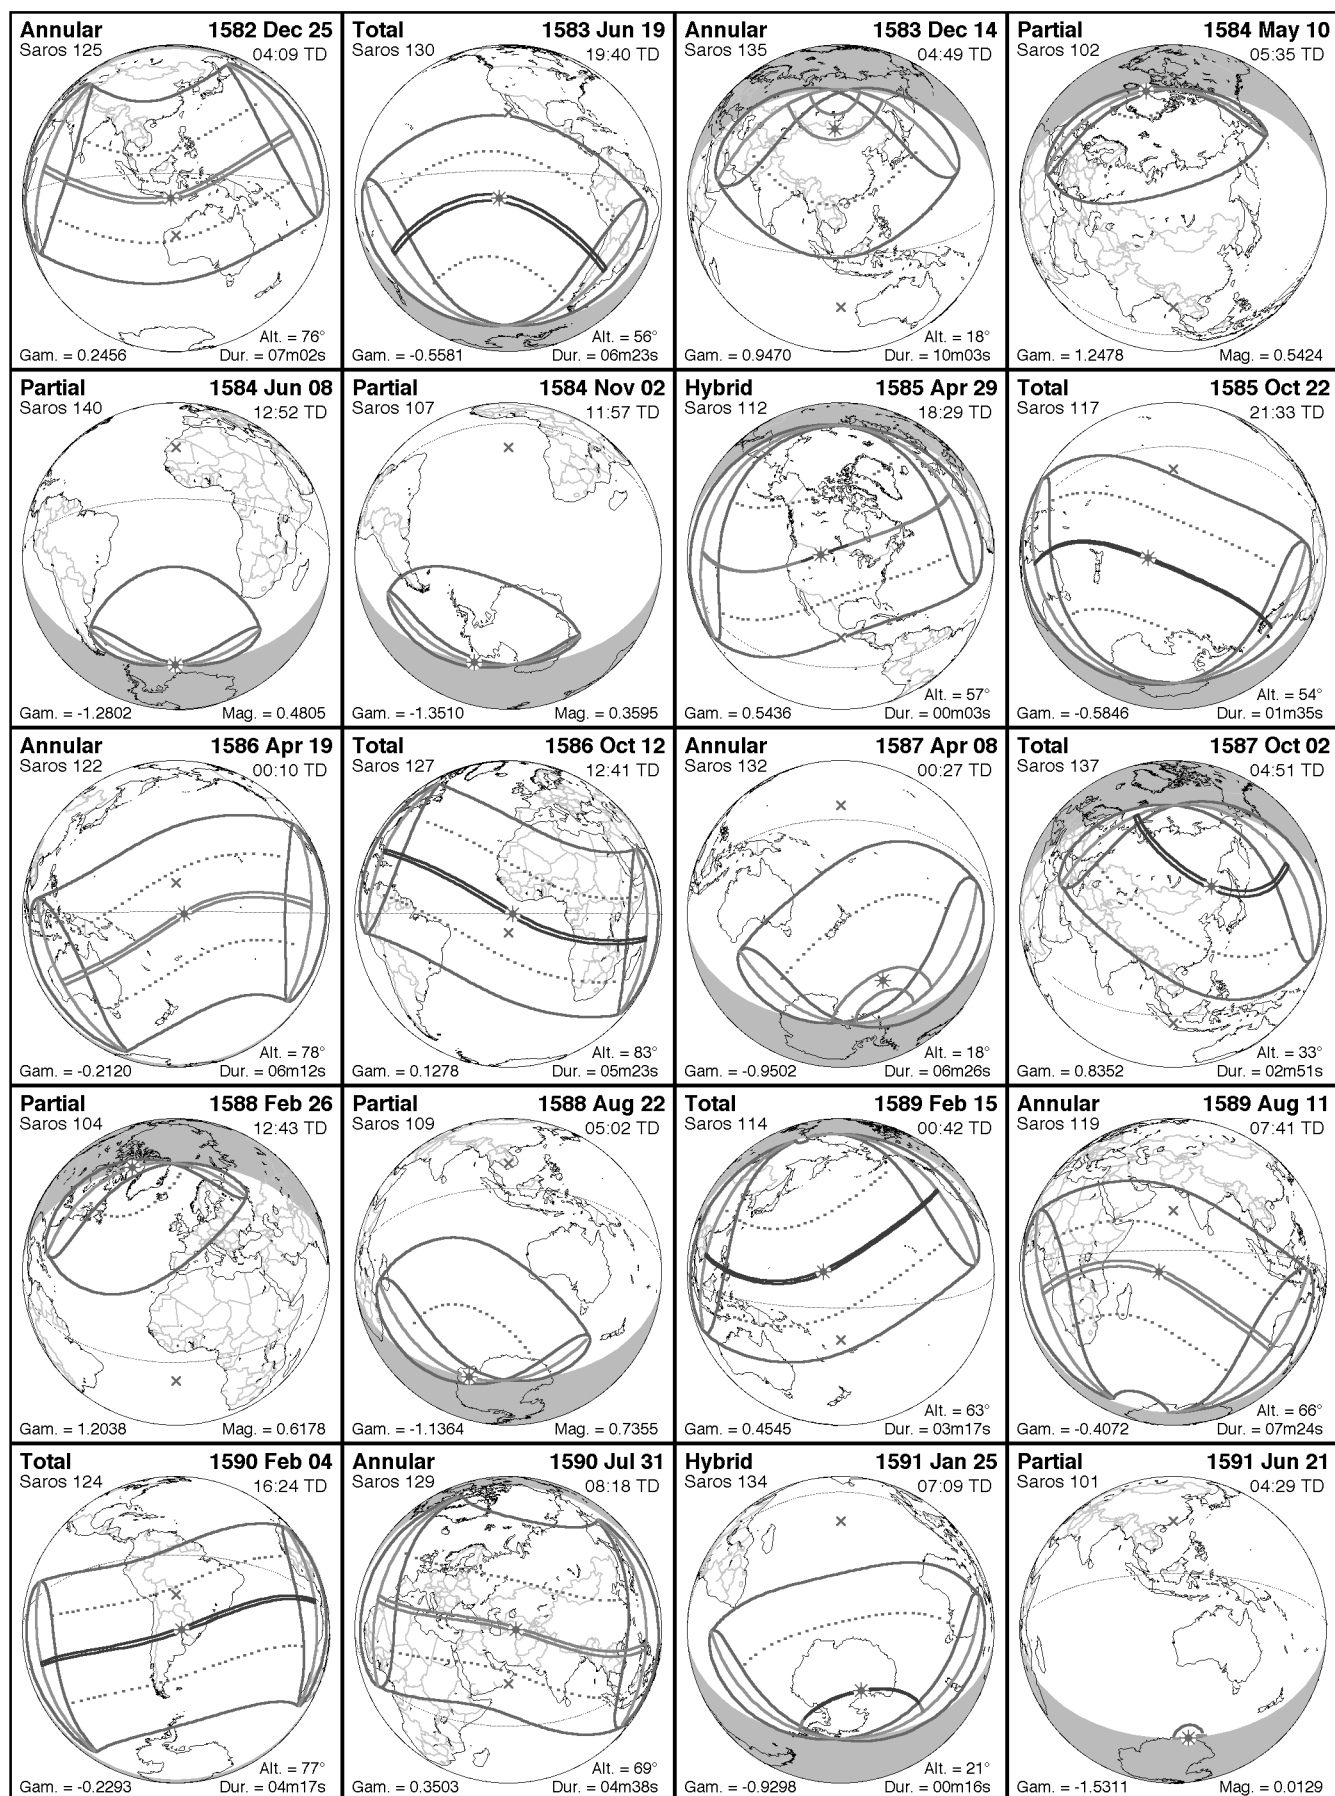 Annular 1582 Dec 25
Saros 125 04:09 TD
Alt. = 76°
Gam. = 0.2456 Dur. = 07m02s
Total 1583 Jun 19
Saros 130 19:40 TD
Alt. = 56°
Gam. = -0.5581 Dur. = 06m23s
Annular 1583 Dec 14
Saros 135 04:49 TD
Alt. = 18°
Gam. = 0.9470 Dur. = 10m03s
Partial 1584 May 10
Saros 102 05:35 TD
Gam. = 1.2478 Mag. = 0.5424
Partial 1584 Jun 08
Saros 140 12:52 TD
Gam. = -1.2802 Mag. = 0.4805
Partial 1584 Nov 02
Saros 107 11:57 TD
Gam. = -1.3510 Mag. = 0.3595
Hybrid 1585 Apr 29
Saros 112 18:29 TD
Alt. = 57°
Gam. = 0.5436 Dur. = 00m03s
Total 1585 Oct 22
Saros 117 21:33 TD
Alt. = 54°
Gam. = -0.5846 Dur. = 01m35s
Annular 1586 Apr 19
Saros 122 00:10 TD
Alt. = 78°
Gam. = -0.2120 Dur. = 06m12s
Total 1586 Oct 12
Saros 127 12:41 TD
Alt. = 83°
Gam. = 0.1278 Dur. = 05m23s
Annular 1587 Apr 08
Saros 132 00:27 TD
Alt. = 18°
Gam. = -0.9502 Dur. = 06m26s
Total 1587 Oct 02
Saros 137 04:51 TD
Alt. = 33°
Gam. = 0.8352 Dur. = 02m51s
Partial 1588 Feb 26
Saros 104 12:43 TD
Gam. = 1.2038 Mag. = 0.6178
Partial 1588 Aug 22
Saros 109 05:02 TD
Gam. = -1.1364 Mag. = 0.7355
Total 1589 Feb 15
Saros 114 00:42 TD
Alt. = 63°
Gam. = 0.4545 Dur. = 03m17s
Annular 1589 Aug 11
Saros 119 07:41 TD
Alt. = 66°
Gam. = -0.4072 Dur. = 07m24s
Total 1590 Feb 04
Saros 124 16:24 TD
Alt. = 77°
Gam. = -0.2293 Dur. = 04m17s
Annular 1590 Jul 31
Saros 129 08:18 TD
Alt. = 69°
Gam. = 0.3503 Dur. = 04m38s
Hybrid 1591 Jan 25
Saros 134 07:09 TD
Alt. = 21°
Gam. = -0.9298 Dur. = 00m16s
Partial 1591 Jun 21
Saros 101 04:29 TD
Gam. = -1.5311 Mag. = 0.0129